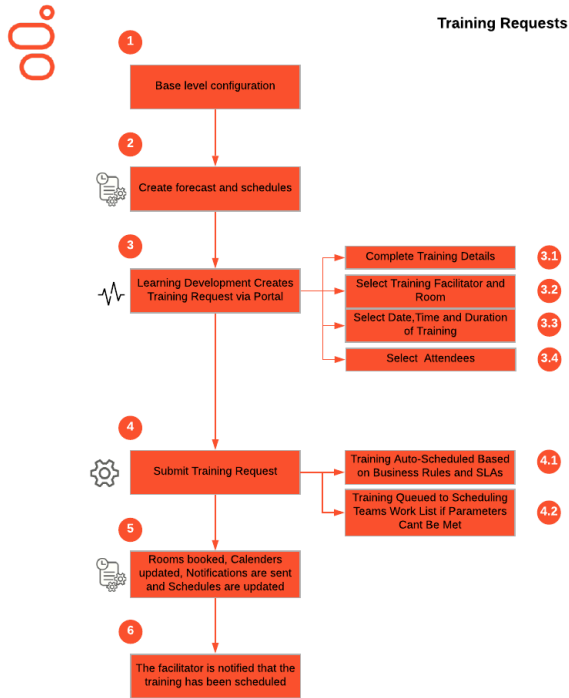 Training Requests
1
Base level configuration
2
Create forecast and schedules
3
Learning Development Creates
Training Request via Portal
Complete Training Details
3.1
Select Training Facilitator and
Room
3.2
Select Date,Time and Duration
of Training
3.3
Select Attendees
3.4
4
Submit Training Request
Training Auto-Scheduled Based
on Business Rules and SLAs
4.1
Training Queued to Scheduling
Teams Work List if Parameters
Cant Be Met
4.2
5
Rooms booked, Calenders
updated, Notifications are sent
and Schedules are updated
6
The facilitator is notified that the
training has been scheduled